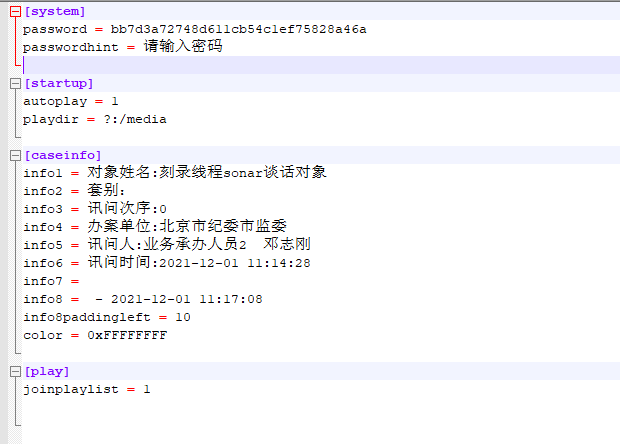 [system]
password = bb7d3a72748d611cb54c1ef75828a46a
passwordhint = 请输入密码
[startup]
autoplay = 1
playdir = ?:/media
[caseinfo]
info1 = 对象姓名:刻录线程sonar谈话对象
info2 = 套别:
info3 = 讯问次序:0
info4 = 办案单位:北京市纪委市监委
info5 = 讯问人:业务承办人员2  邓志刚
info6 = 讯问时间:2021-12-01 11:14:28
info7 =
info8 =  - 2021-12-01 11:17:08
info8paddingleft = 10
color = 0xFFFFFFFF
[play]
joinplaylist = 1